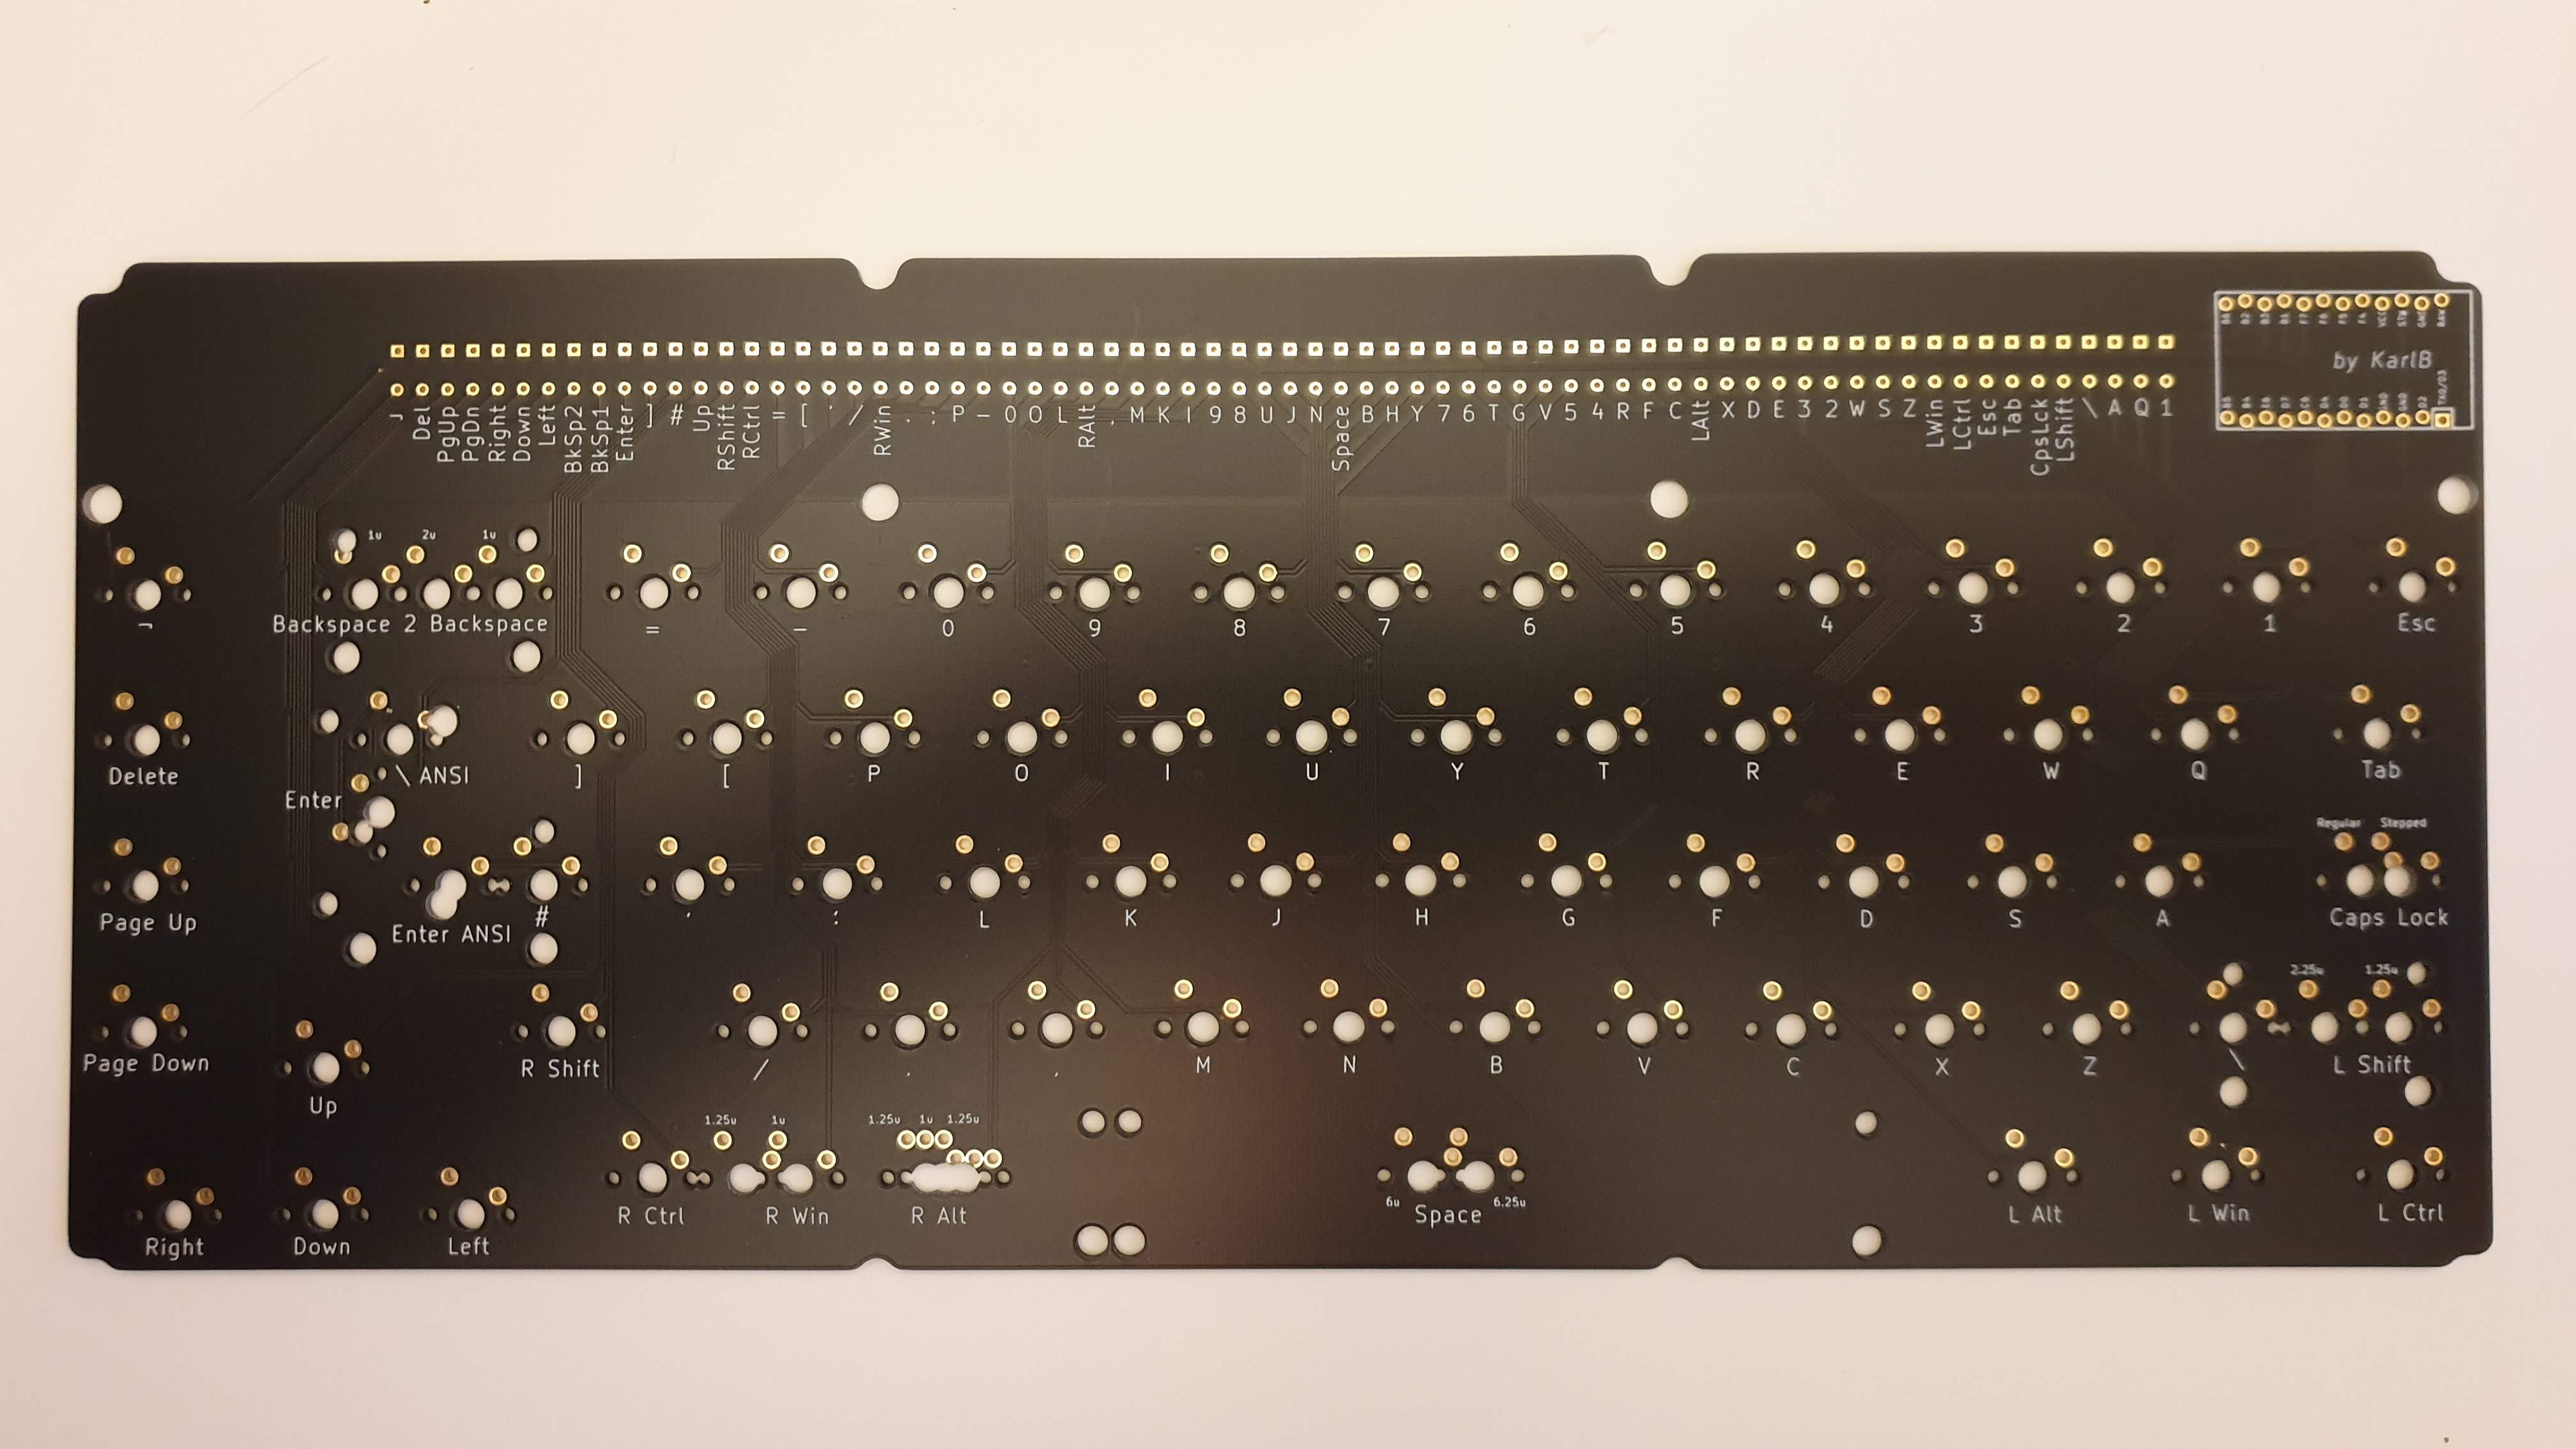 by KarlB
J Del PgUp PgDn Right Down Left BkSp2 BkSp1 Enter ] # Up RShift RCtrl = [ ' / RWin . ; P - 0 O L RAlt , M K I 9 8 U J N Space B H Y 7 6 T G V 5 4 R F C LAlt X D E 3 2 W S Z LWin LCtrl Esc Tab CpsLck LShift \ A Q 1
1u 2u 1u
¬ Backspace 2 Backspace = - 0 9 8 7 6 5 4 3 2 1 Esc
Delete \ ANSI ] [ P O I U Y T R E W Q Tab
Enter
Regular Stepped
Page Up Enter ANSI # ' ; L K J H G F D S A Caps Lock
2.25u 1.25u
Page Down R Shift / . , M N B V C X Z \ L Shift
Up
1.25u 1u 1.25u 1u 1.25u
6u 6.25u
R Ctrl R Win R Alt Space L Alt L Win L Ctrl
Right Down Left